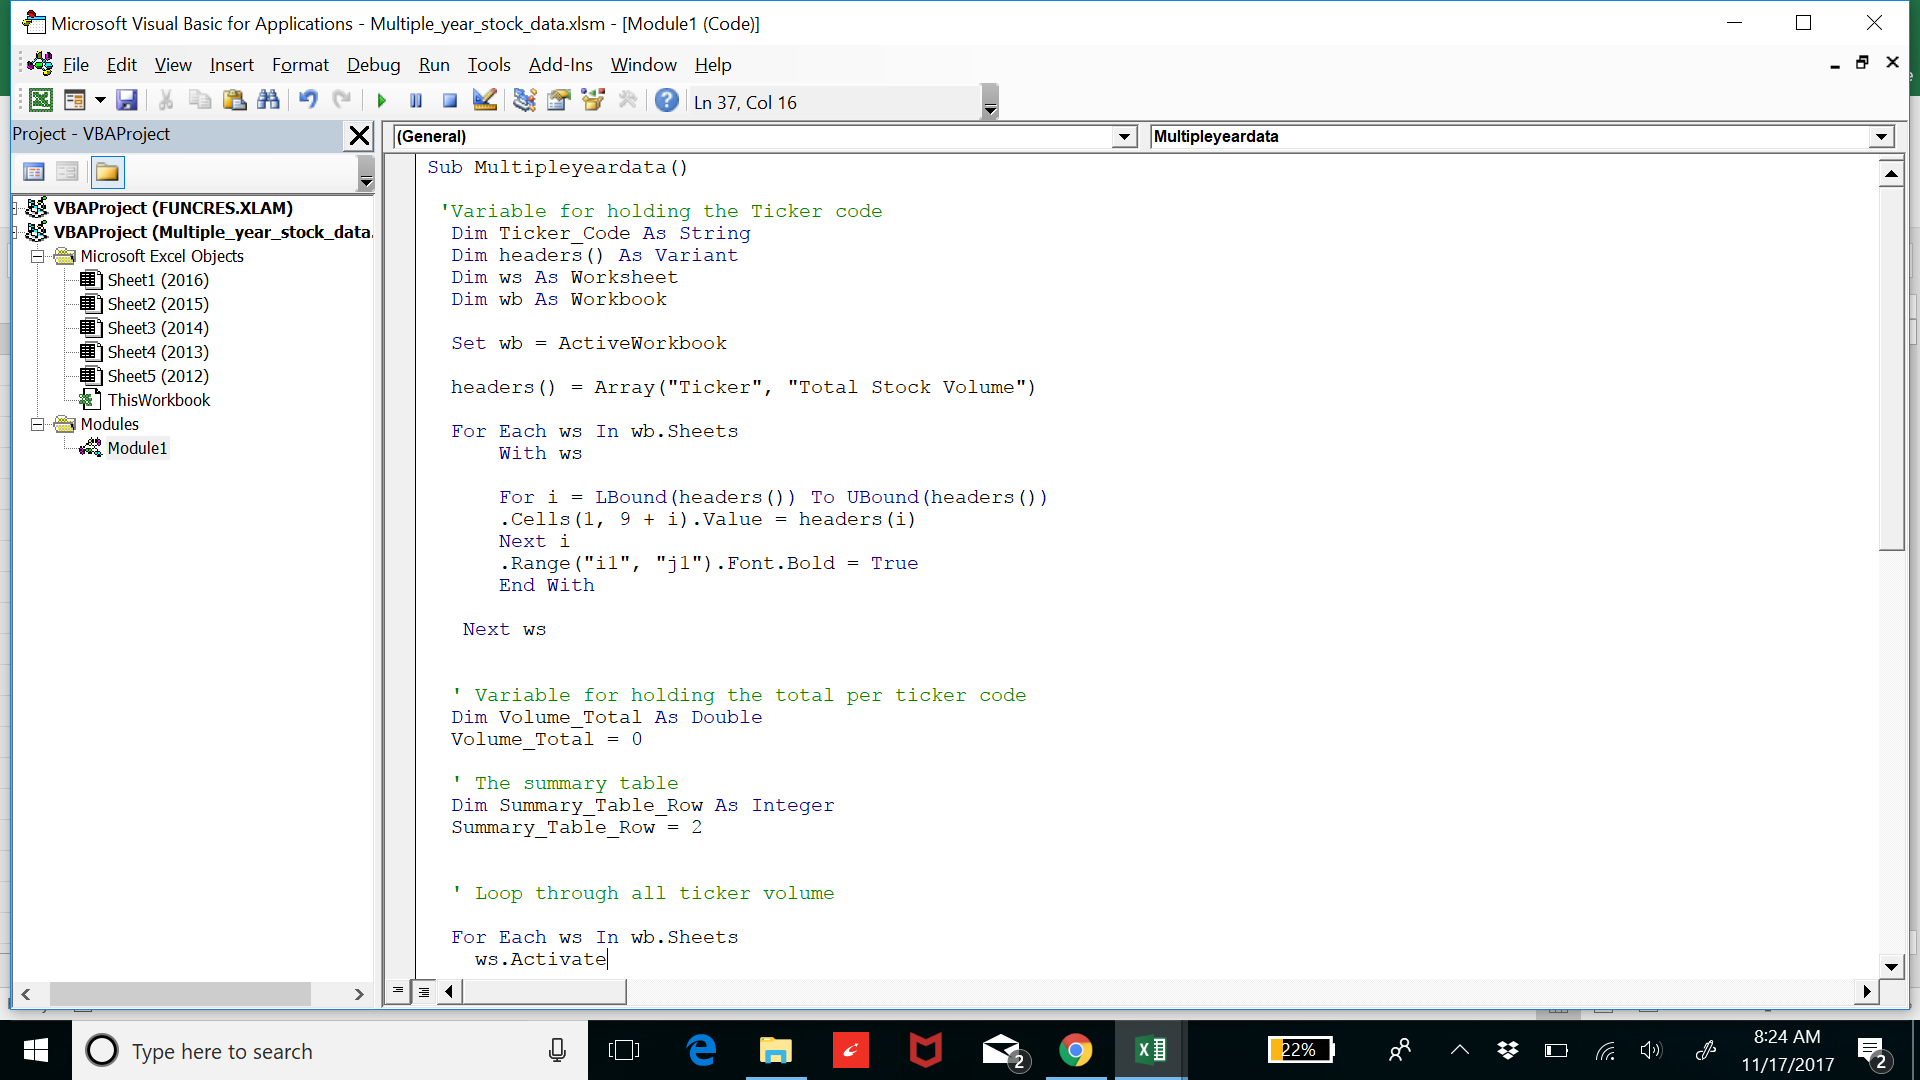 Microsoft Visual Basic for Applications - Multiple_year_stock_data.xlsm - [Module1 (Code)]
File Edit View Insert Format Debug Run Tools Add-Ins Window Help
Ln 37, Col 16
Project - VBAProject
(General)
Multipleyeardata
VBAProject (FUNCRES.XLAM)
VBAProject (Multiple_year_stock_data.
Microsoft Excel Objects
Sheet1 (2016)
Sheet2 (2015)
Sheet3 (2014)
Sheet4 (2013)
Sheet5 (2012)
ThisWorkbook
Modules
Module1
Sub Multipleyeardata()
'Variable for holding the Ticker code
Dim Ticker_Code As String
Dim headers() As Variant
Dim ws As Worksheet
Dim wb As Workbook
Set wb = ActiveWorkbook
headers() = Array("Ticker", "Total Stock Volume")
For Each ws In wb.Sheets
With ws
For i = LBound(headers()) To UBound(headers())
.Cells(1, 9 + i).Value = headers(i)
Next i
.Range("i1", "j1").Font.Bold = True
End With
Next ws
' Variable for holding the total per ticker code
Dim Volume_Total As Double
Volume_Total = 0
' The summary table
Dim Summary_Table_Row As Integer
Summary_Table_Row = 2
' Loop through all ticker volume
For Each ws In wb.Sheets
ws.Activate
Type here to search
2
22%
8:24 AM
11/17/2017
2